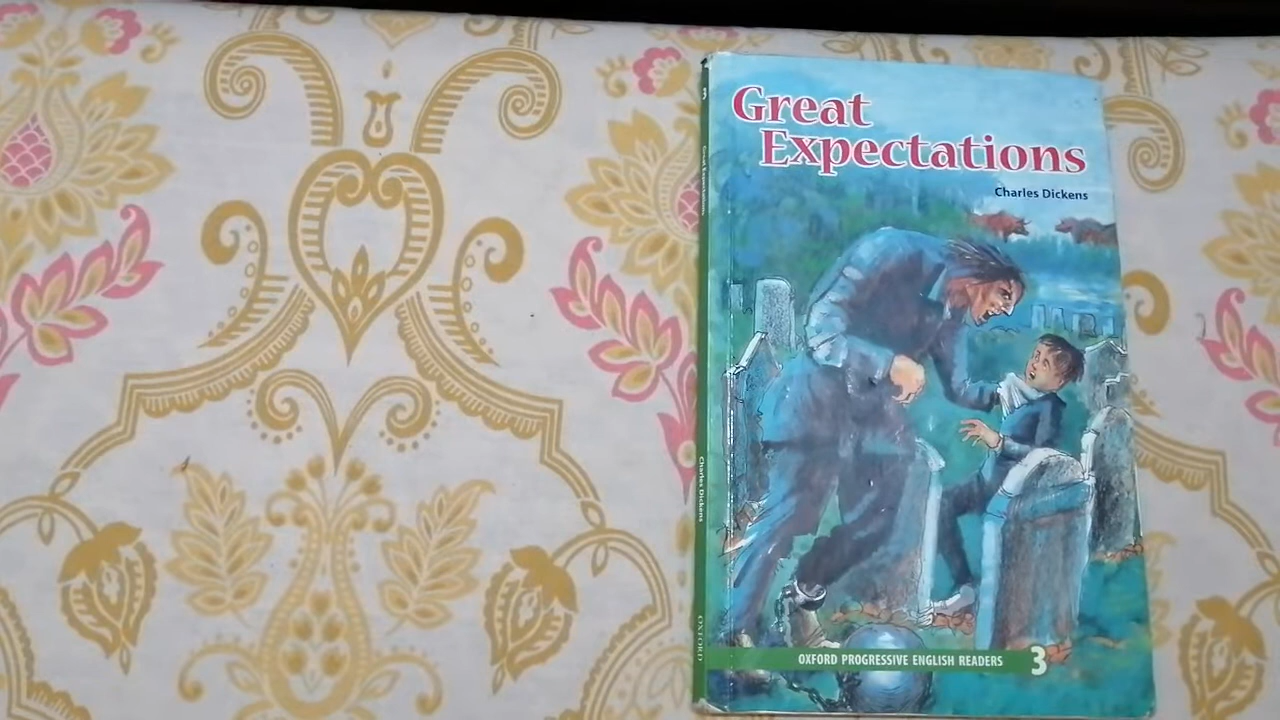 Great
Expectations
Charles Dickens
OXFORD PROGRESSIVE ENGLISH READERS 3
3
Great Expectations
Charles Dickens
OXFORD